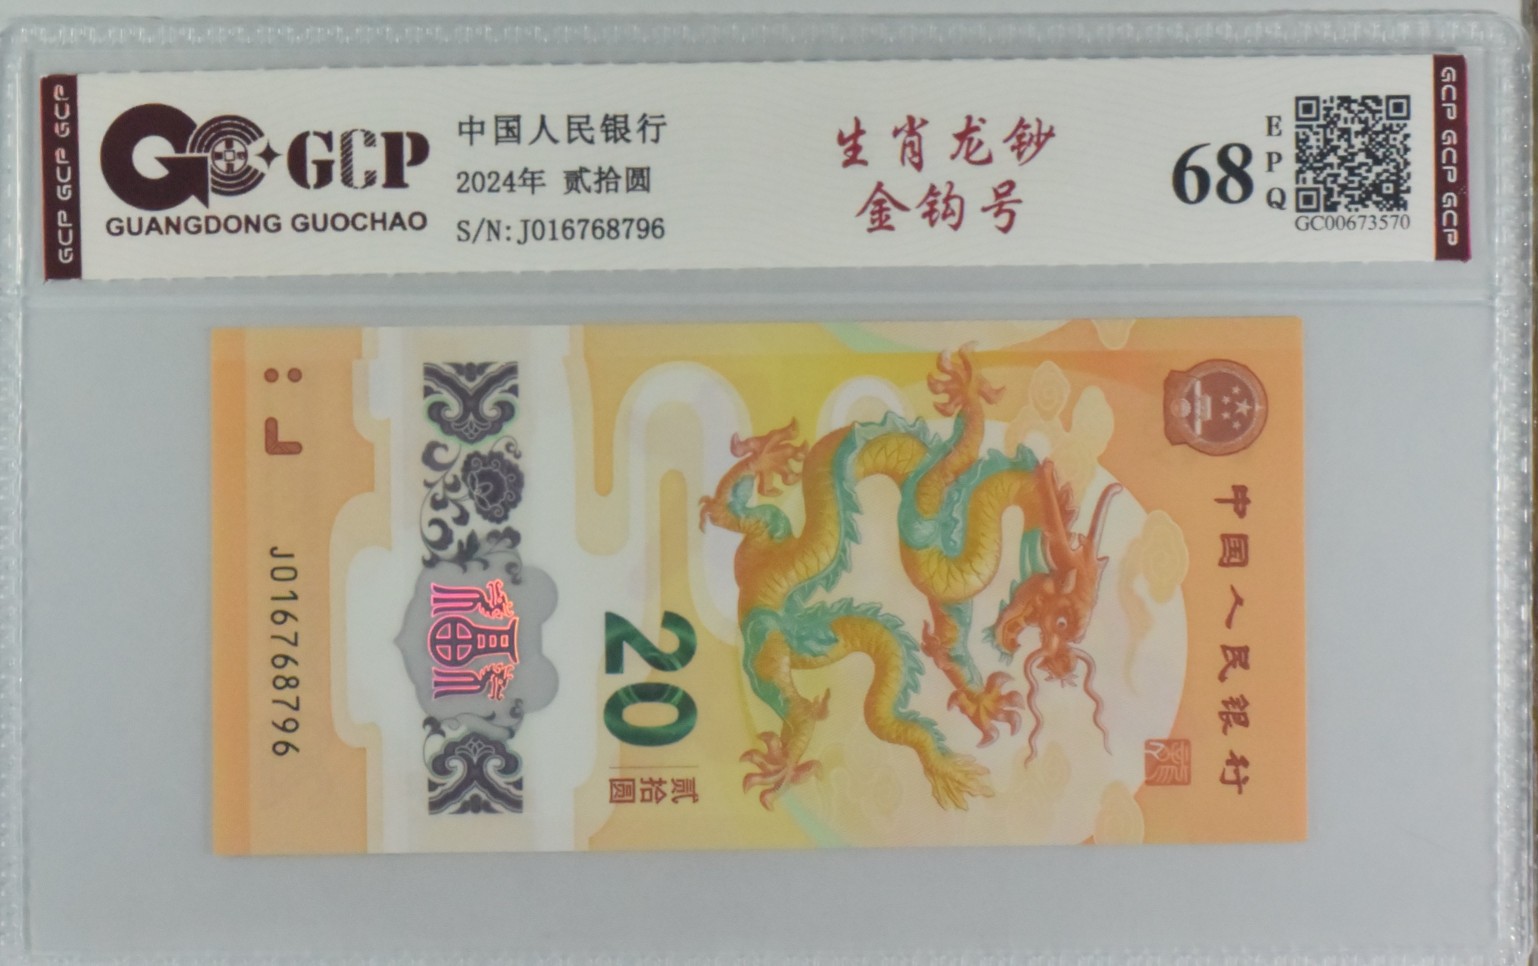 GCP GCP GCP
GCP
GUANGDONG GUOCHAO
中国人民银行
2024年 贰拾圆
S/N:J016768796
生肖龙钞
金钩号
68
EPQ
GC00673570
GCP GCP GCP
J
J016768796
20
贰拾圆
中国人民银行